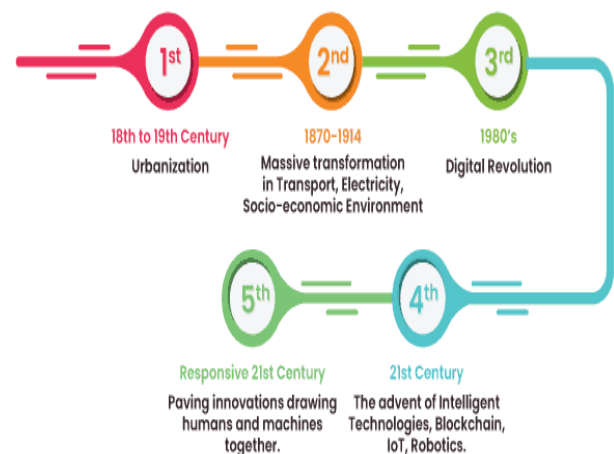 1st
2nd
3rd
18th to 19th Century
Urbanization
1870-1914
Massive transformation
in Transport, Electricity,
Socio-economic Environment
1980's
Digital Revolution
4th
21st Century
The advent of Intelligent
Technologies, Blockchain,
IoT, Robotics.
5th
Responsive 21st Century
Paving innovations drawing
humans and machines
together.